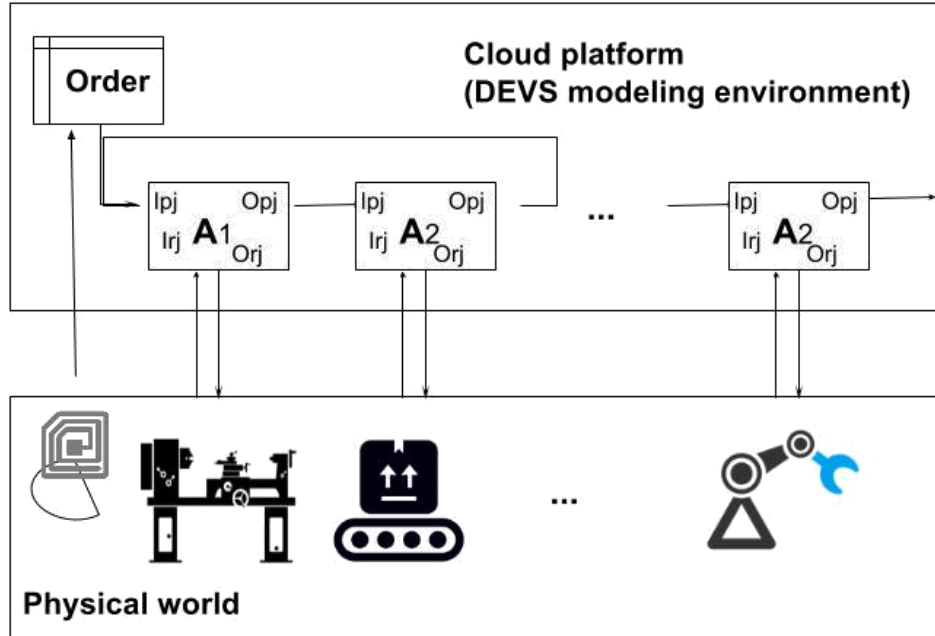 Order
Cloud platform
(DEVS modeling environment)
Ipj Opj
Irj A1
Orj
Ipj Opj
Irj A2
Orj
...
Ipj Opj
Irj A2
Orj
...
Physical world